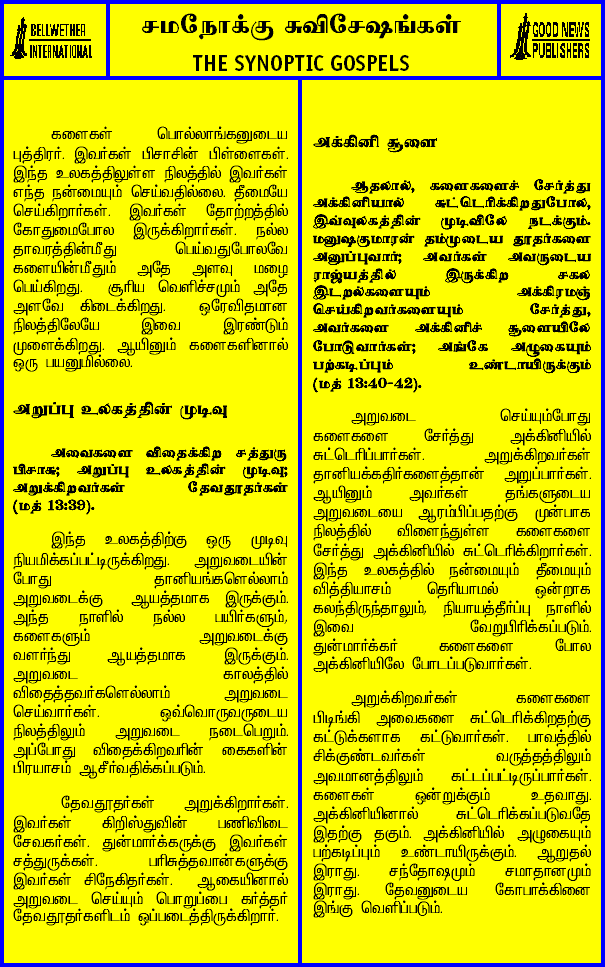 BELLWETHER
INTERNATIONAL
சமநோக்கு சுவிசேஷங்கள்
THE SYNOPTIC GOSPELS
GOOD NEWS
PUBLISHERS
களைகள் பொல்லாங்கனுடைய
புத்திரர். இவர்கள் பிசாசின் பிள்ளைகள்.
இந்த உலகத்திலுள்ள நிலத்தில் இவர்கள்
எந்த நன்மையும் செய்வதில்லை. தீமையே
செய்கிறார்கள். இவர்கள் தோற்றத்தில்
கோதுமைபோல இருக்கிறார்கள். நல்ல
தாவரத்தின்மீது பெய்வதுபோலவே
களையின்மீதும் அதே அளவு மழை
பெய்கிறது. சூரிய வெளிச்சமும் அதே
அளவே கிடைக்கிறது. ஒரேவிதமான
நிலத்திலேயே இவை இரண்டும்
முளைக்கிறது. ஆயினும் களைகளினால்
ஒரு பயனுமில்லை.
அறுப்பு உலகத்தின் முடிவு
அவைகளை விதைக்கிற சத்துரு
பிசாசு; அறுப்பு உலகத்தின் முடிவு;
அறுக்கிறவர்கள் தேவதூதர்கள்
(மத் 13:39).
இந்த உலகத்திற்கு ஒரு முடிவு
நியமிக்கப்பட்டிருக்கிறது. அறுவடையின்
போது தானியங்களெல்லாம்
அறுவடைக்கு ஆயத்தமாக இருக்கும்.
அந்த நாளில் நல்ல பயிர்களும்,
களைகளும் அறுவடைக்கு
வளர்ந்து ஆயத்தமாக இருக்கும்.
அறுவடை காலத்தில்
விதைத்தவர்களெல்லாம் அறுவடை
செய்வார்கள். ஒவ்வொருவருடைய
நிலத்திலும் அறுவடை நடைபெறும்.
அப்போது விதைக்கிறவரின் கைகளின்
பிரயாசம் ஆசீர்வதிக்கப்படும்.
தேவதூதர்கள் அறுக்கிறார்கள்.
இவர்கள் கிறிஸ்துவின் பணிவிடை
சேவகர்கள். துன்மார்க்கருக்கு இவர்கள்
சத்துருக்கள். பரிசுத்தவான்களுக்கு
இவர்கள் சிநேகிதர்கள். ஆகையினால்
அறுவடை செய்யும் பொறுப்பை கர்த்தர்
தேவதூதர்களிடம் ஒப்படைத்திருக்கிறார்.
அக்கினி சூளை
ஆதலால், களைகளைச் சேர்த்து
அக்கினியால் சுட்டெரிக்கிறதுபோல,
இவ்வுலகத்தின் முடிவிலே நடக்கும்.
மனுஷகுமாரன் தம்முடைய தூதர்களை
அனுப்புவார்; அவர்கள் அவருடைய
ராஜ்யத்தில் இருக்கிற சகல
இடறல்களையும் அக்கிரமஞ்
செய்கிறவர்களையும் சேர்த்து,
அவர்களை அக்கினிச் சூளையிலே
போடுவார்கள்; அங்கே அழுகையும்
பற்கடிப்பும் உண்டாயிருக்கும்
(மத் 13:40-42).
அறுவடை செய்யும்போது
களைகளை சேர்த்து அக்கினியில்
சுட்டெரிப்பார்கள். அறுக்கிறவர்கள்
தானியக்கதிர்களைத்தான் அறுப்பார்கள்.
ஆயினும் அவர்கள் தங்களுடைய
அறுவடையை ஆரம்பிப்பதற்கு முன்பாக
நிலத்தில் விளைந்துள்ள களைகளை
சேர்த்து அக்கினியில் சுட்டெரிக்கிறார்கள்.
இந்த உலகத்தில் நன்மையும் தீமையும்
வித்தியாசம் தெரியாமல் ஒன்றாக
கலந்திருந்தாலும், நியாயத்தீர்ப்பு நாளில்
இவை வேறுபிரிக்கப்படும்.
துன்மார்க்கர் களைகளை போல
அக்கினியிலே போடப்படுவார்கள்.
அறுக்கிறவர்கள் களைகளை
பிடிங்கி அவைகளை சுட்டெரிக்கிறதற்கு
கட்டுக்களாக கட்டுவார்கள். பாவத்தில்
சிக்குண்டவர்கள் வருத்தத்திலும்
அவமானத்திலும் கட்டப்பட்டிருப்பார்கள்.
களைகள் ஒன்றுக்கும் உதவாது.
அக்கினியினால் சுட்டெரிக்கப்படுவதே
இதற்கு தகும். அக்கினியில் அழுகையும்
பற்கடிப்பும் உண்டாயிருக்கும். ஆறுதல்
இராது. சந்தோஷமும் சமாதானமும்
இராது. தேவனுடைய கோபாக்கினை
இங்கு வெளிப்படும்.